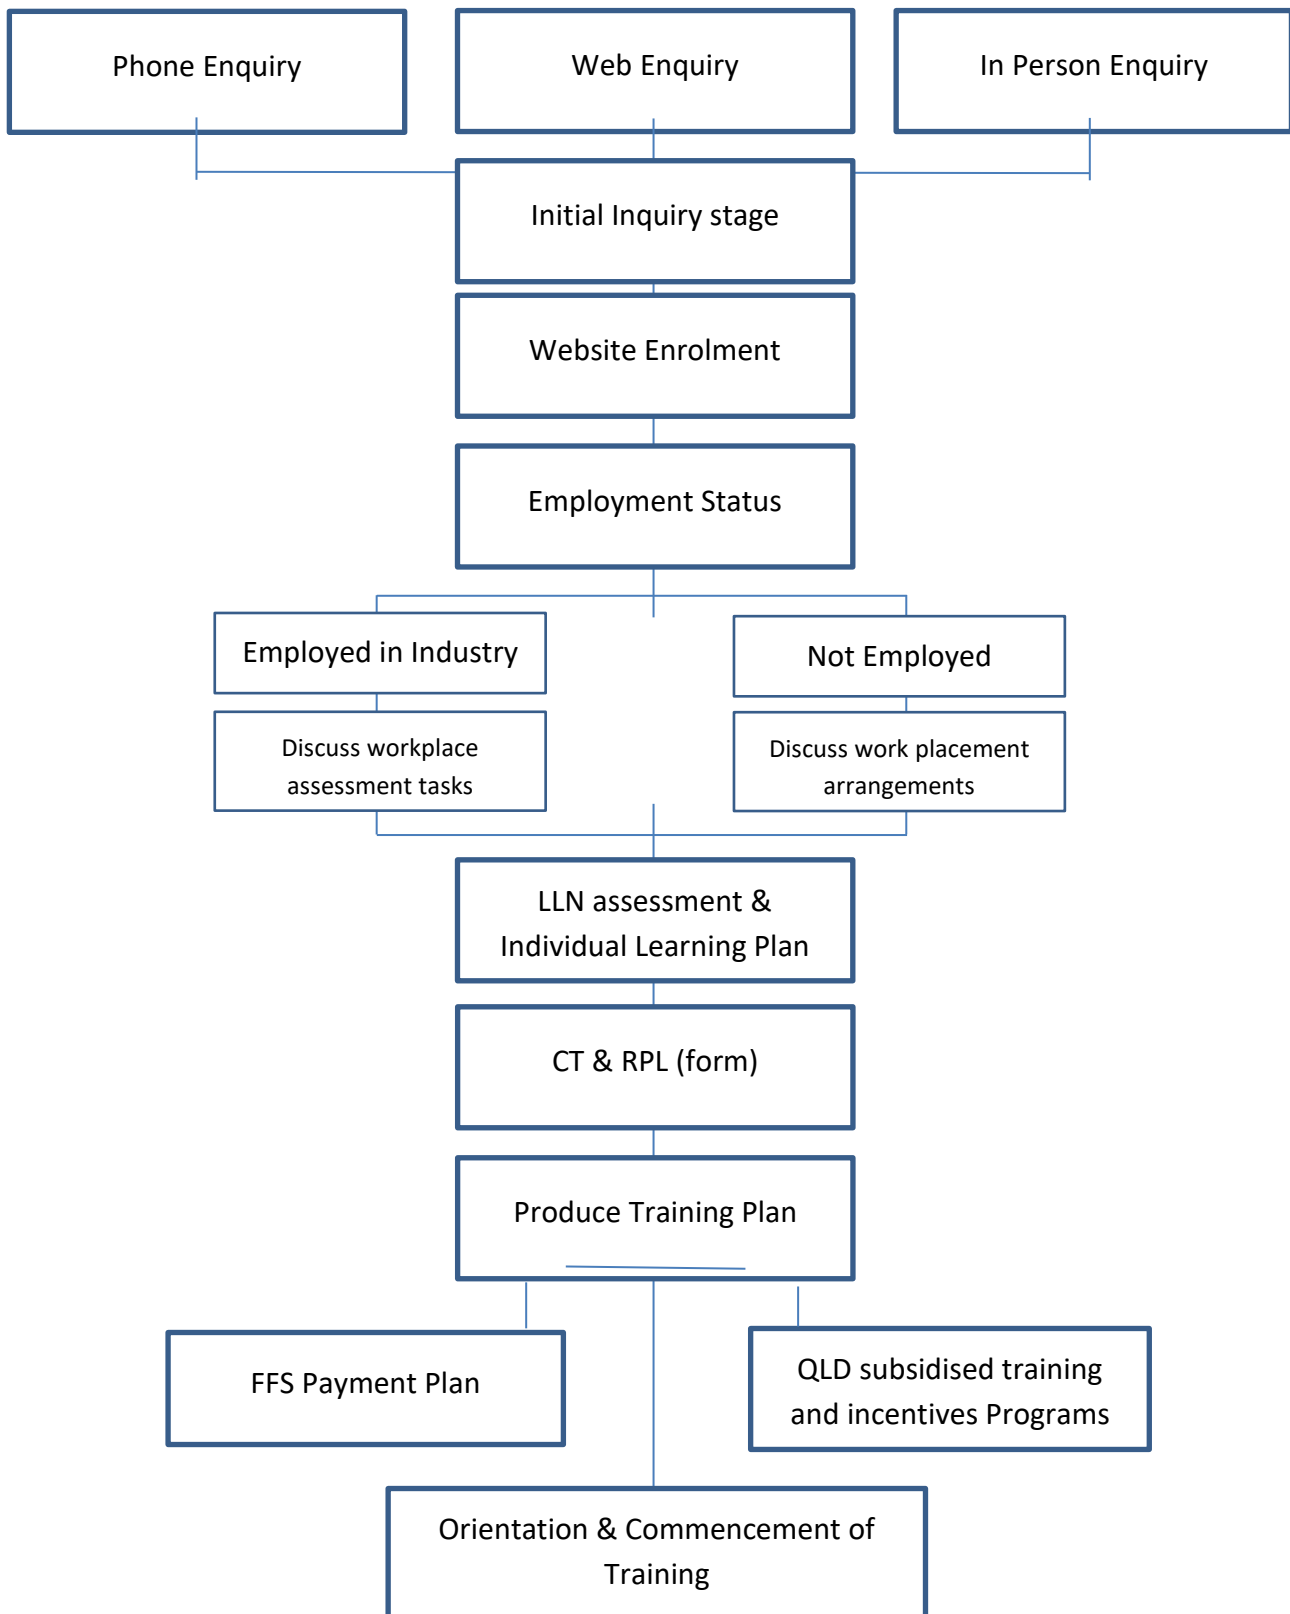 Phone Enquiry
Web Enquiry
In Person Enquiry
Initial Inquiry stage
Website Enrolment
Employment Status
Employed in Industry
Not Employed
Discuss workplace
assessment tasks
Discuss work placement
arrangements
LLN assessment &
Individual Learning Plan
CT & RPL (form)
Produce Training Plan
FFS Payment Plan
QLD subsidised training
and incentives Programs
Orientation & Commencement of
Training